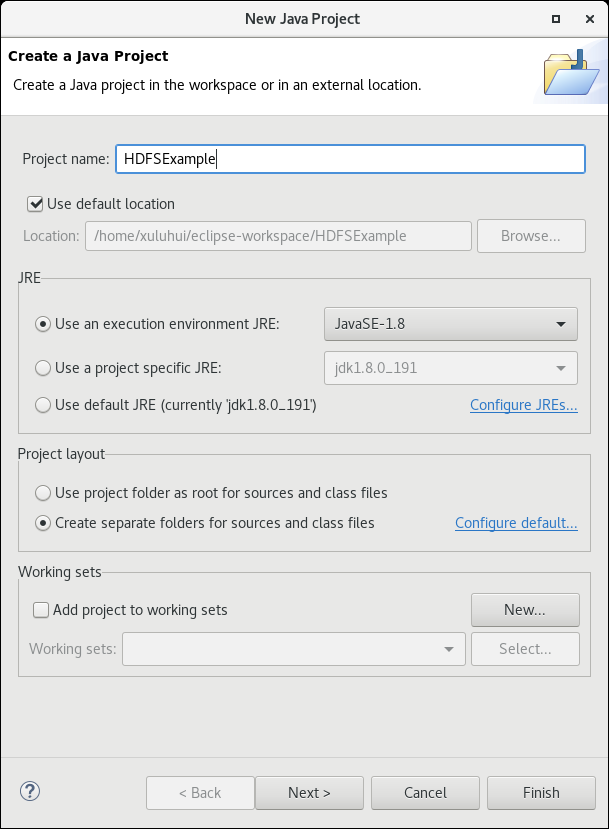 New Java Project
Create a Java Project
Create a Java project in the workspace or in an external location.
Project name: HDFSExample
Use default location
Location: /home/xuluhui/eclipse-workspace/HDFSExample Browse...
JRE
Use an execution environment JRE: JavaSE-1.8
Use a project specific JRE: jdk1.8.0_191
Use default JRE (currently 'jdk1.8.0_191') Configure JREs...
Project layout
Use project folder as root for sources and class files
Create separate folders for sources and class files Configure default...
Working sets
Add project to working sets New...
Working sets: Select...
? < Back Next > Cancel Finish